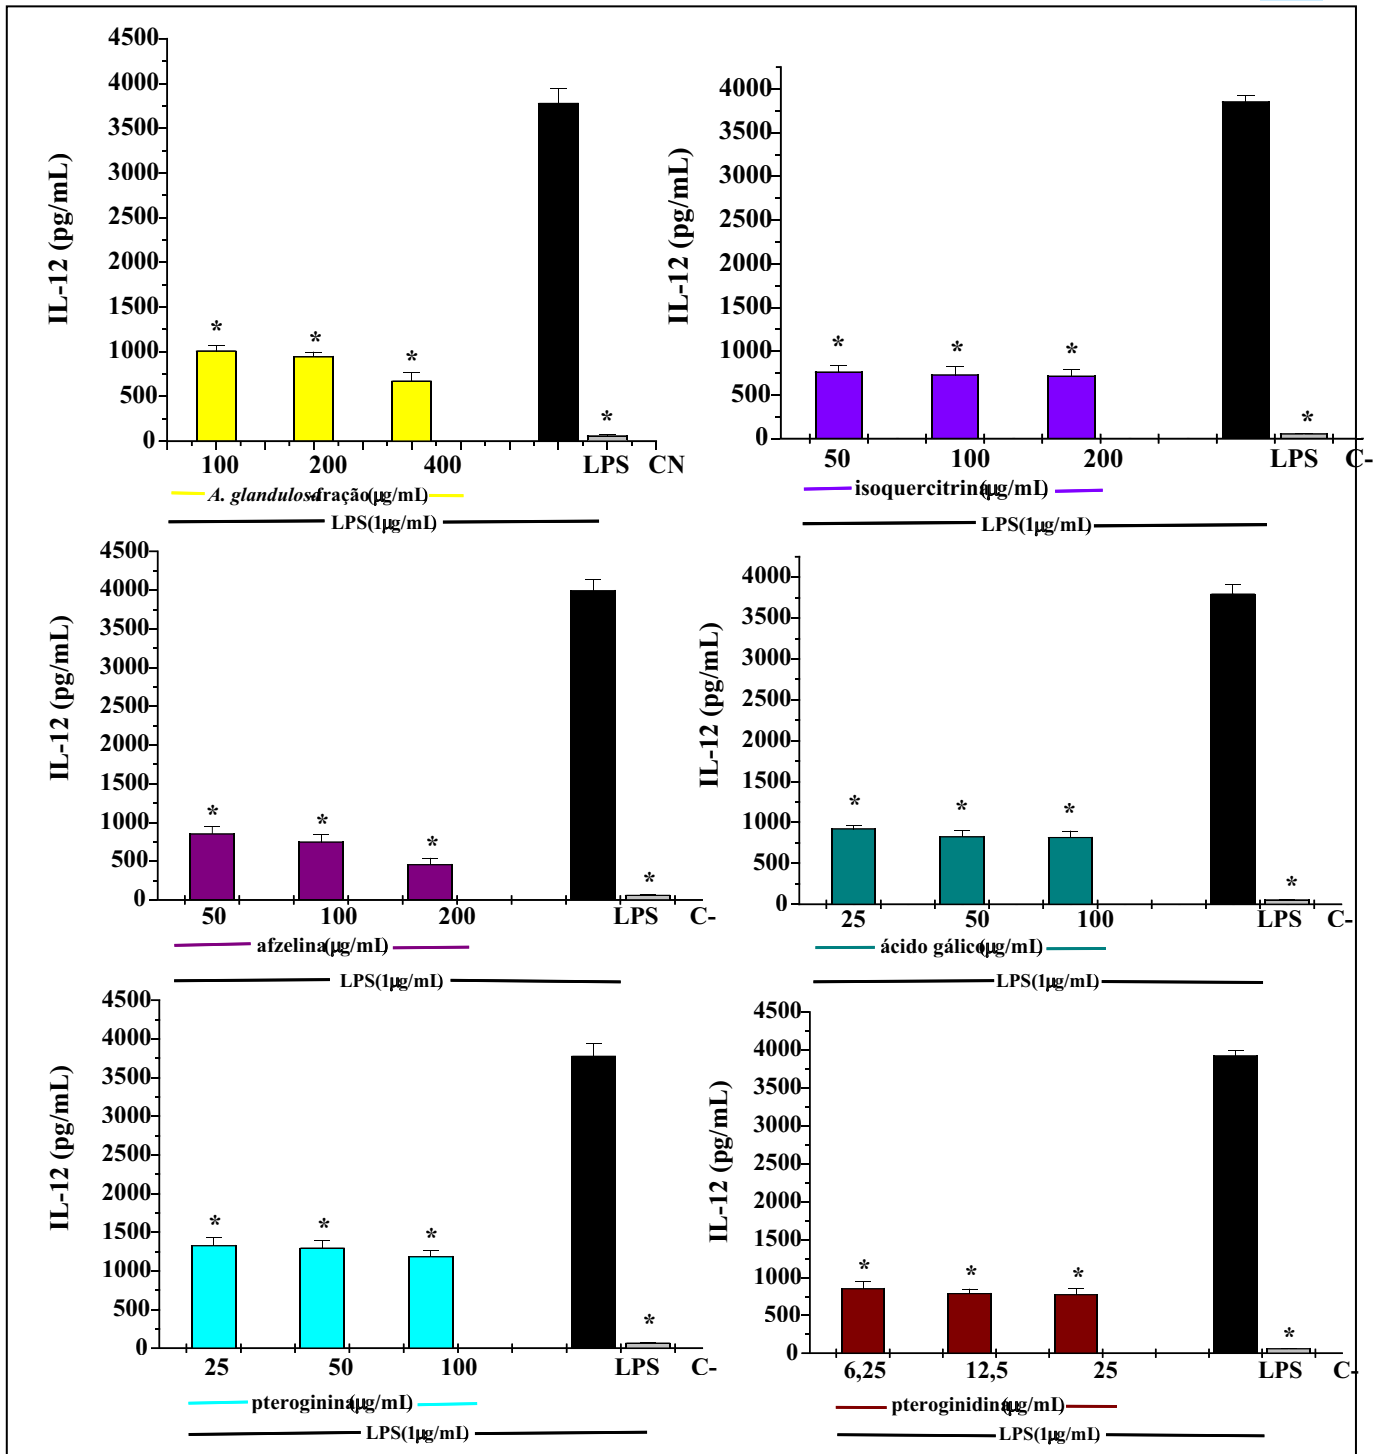 IL-12 (pg/mL)
4500
4000
3500
3000
2500
2000
1500
1000
500
0
* * * *
100 200 400 LPS CN
A. glandulosa fração (µg/mL)
LPS (1µg/mL)
IL-12 (pg/mL)
4000
3500
3000
2500
2000
1500
1000
500
0
* * * *
50 100 200 LPS C-
isoquercitrina (µg/mL)
LPS (1µg/mL)
IL-12 (pg/mL)
4500
4000
3500
3000
2500
2000
1500
1000
500
0
* * * *
50 100 200 LPS C-
afzelina (µg/mL)
LPS (1µg/mL)
IL-12 (pg/mL)
4000
3500
3000
2500
2000
1500
1000
500
0
* * * *
25 50 100 LPS C-
ácido gálico (µg/mL)
LPS (1µg/mL)
IL-12 (pg/mL)
4500
4000
3500
3000
2500
2000
1500
1000
500
0
* * * *
25 50 100 LPS C-
pteroginina (µg/mL)
LPS (1µg/mL)
IL-12 (pg/mL)
4500
4000
3500
3000
2500
2000
1500
1000
500
0
* * * *
6,25 12,5 25 LPS C-
pteroginidina (µg/mL)
LPS (1µg/mL)